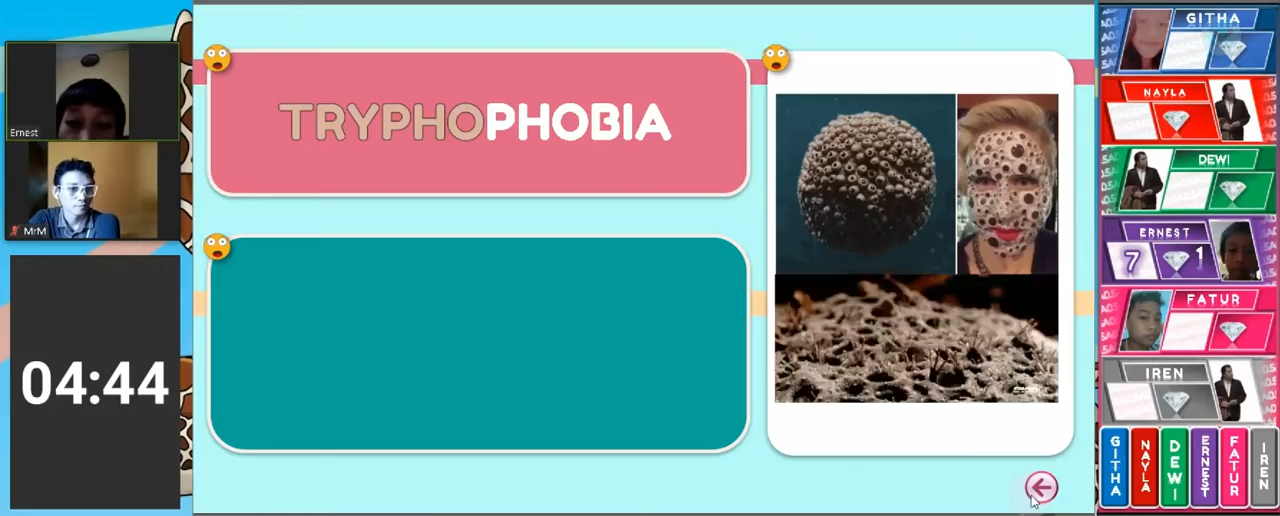 Ernest
MrM
04:44
TRYPHOPHOBIA
GITHA
NAYLA
DEWI
ERNEST
7
1
FATUR
IREN
GITHA
NAYLA
DEWI
ERNEST
FATUR
IREN